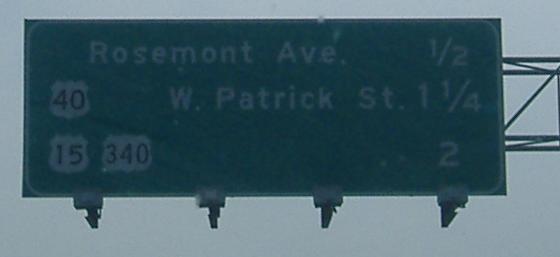 Rosemont Ave. 1/2
40 W. Patrick St. 1 1/4
15 340 2